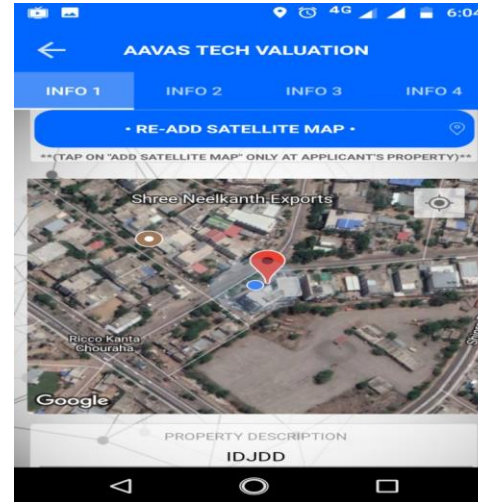 4G 6:04
AAVAS TECH VALUATION
INFO 1 INFO 2 INFO 3 INFO 4
• RE-ADD SATELLITE MAP •
**(TAP ON "ADD SATELLITE MAP" ONLY AT APPLICANT'S PROPERTY)**
Shree Neelkanth Exports
Ricco Kanta
Chouraha
Google
PROPERTY DESCRIPTION
IDJDD